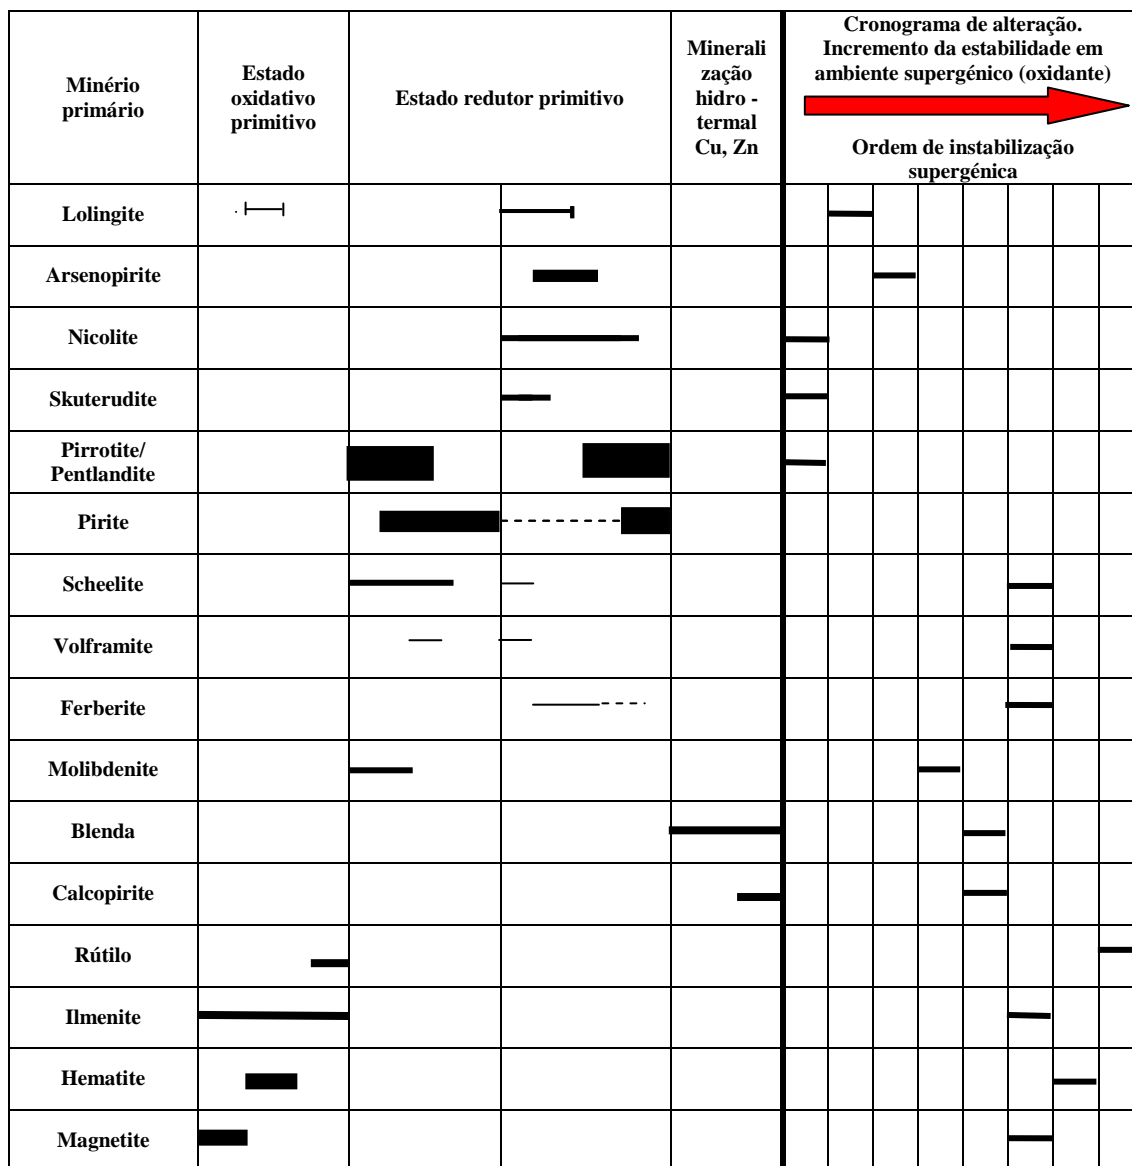 Minério
primário
Estado
oxidativo
primitivo
Estado redutor primitivo
Minerali
zação
hidro -
termal
Cu, Zn
Cronograma de alteração.
Incremento da estabilidade em
ambiente supergénico (oxidante)
Ordem de instabilização
supergénica
Lolingite
Arsenopirite
Nicolite
Skuterudite
Pirrotite/
Pentlandite
Pirite
Scheelite
Volframite
Ferberite
Molibdenite
Blenda
Calcopirite
Rútilo
Ilmenite
Hematite
Magnetite